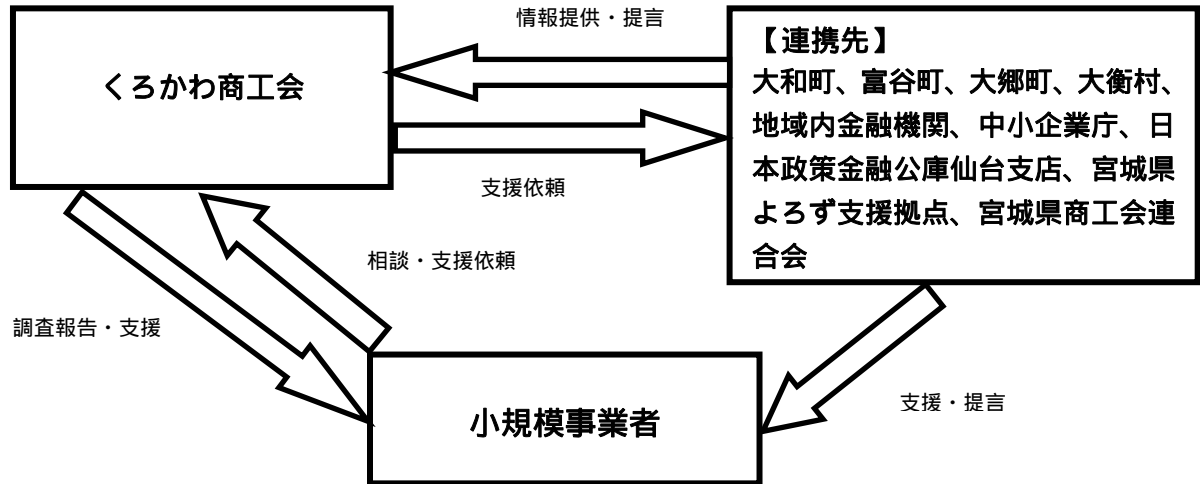 情報提供・提言
くろかわ商工会
【連携先】
大和町、富谷町、大郷町、大衡村、
地域内金融機関、中小企業庁、日
本政策金融公庫仙台支店、宮城県
よろず支援拠点、宮城県商工会連
合会
支援依頼
相談・支援依頼
調査報告・支援
支援・提言
小規模事業者